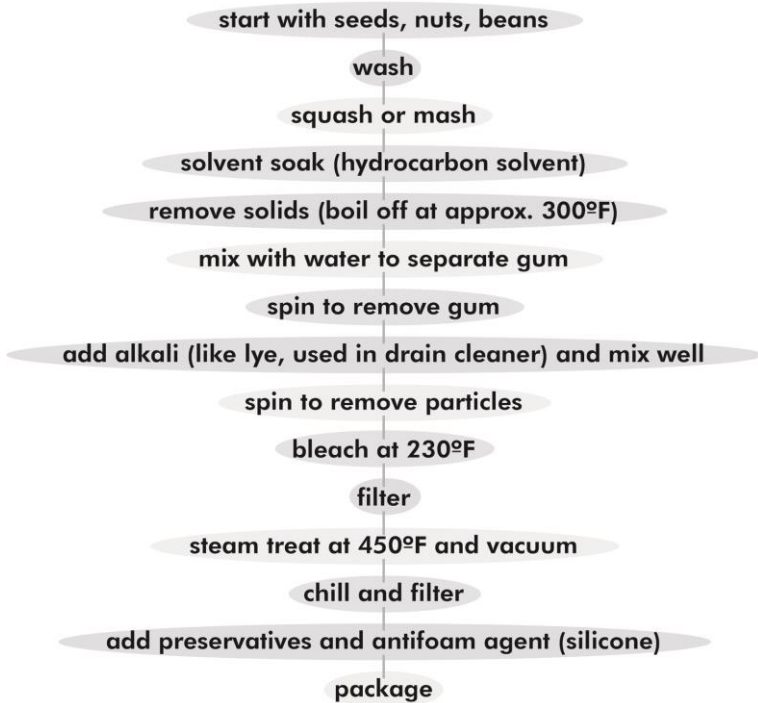 start with seeds, nuts, beans
wash
squash or mash
solvent soak (hydrocarbon solvent)
remove solids (boil off at approx. 300ºF)
mix with water to separate gum
spin to remove gum
add alkali (like lye, used in drain cleaner) and mix well
spin to remove particles
bleach at 230ºF
filter
steam treat at 450ºF and vacuum
chill and filter
add preservatives and antifoam agent (silicone)
package